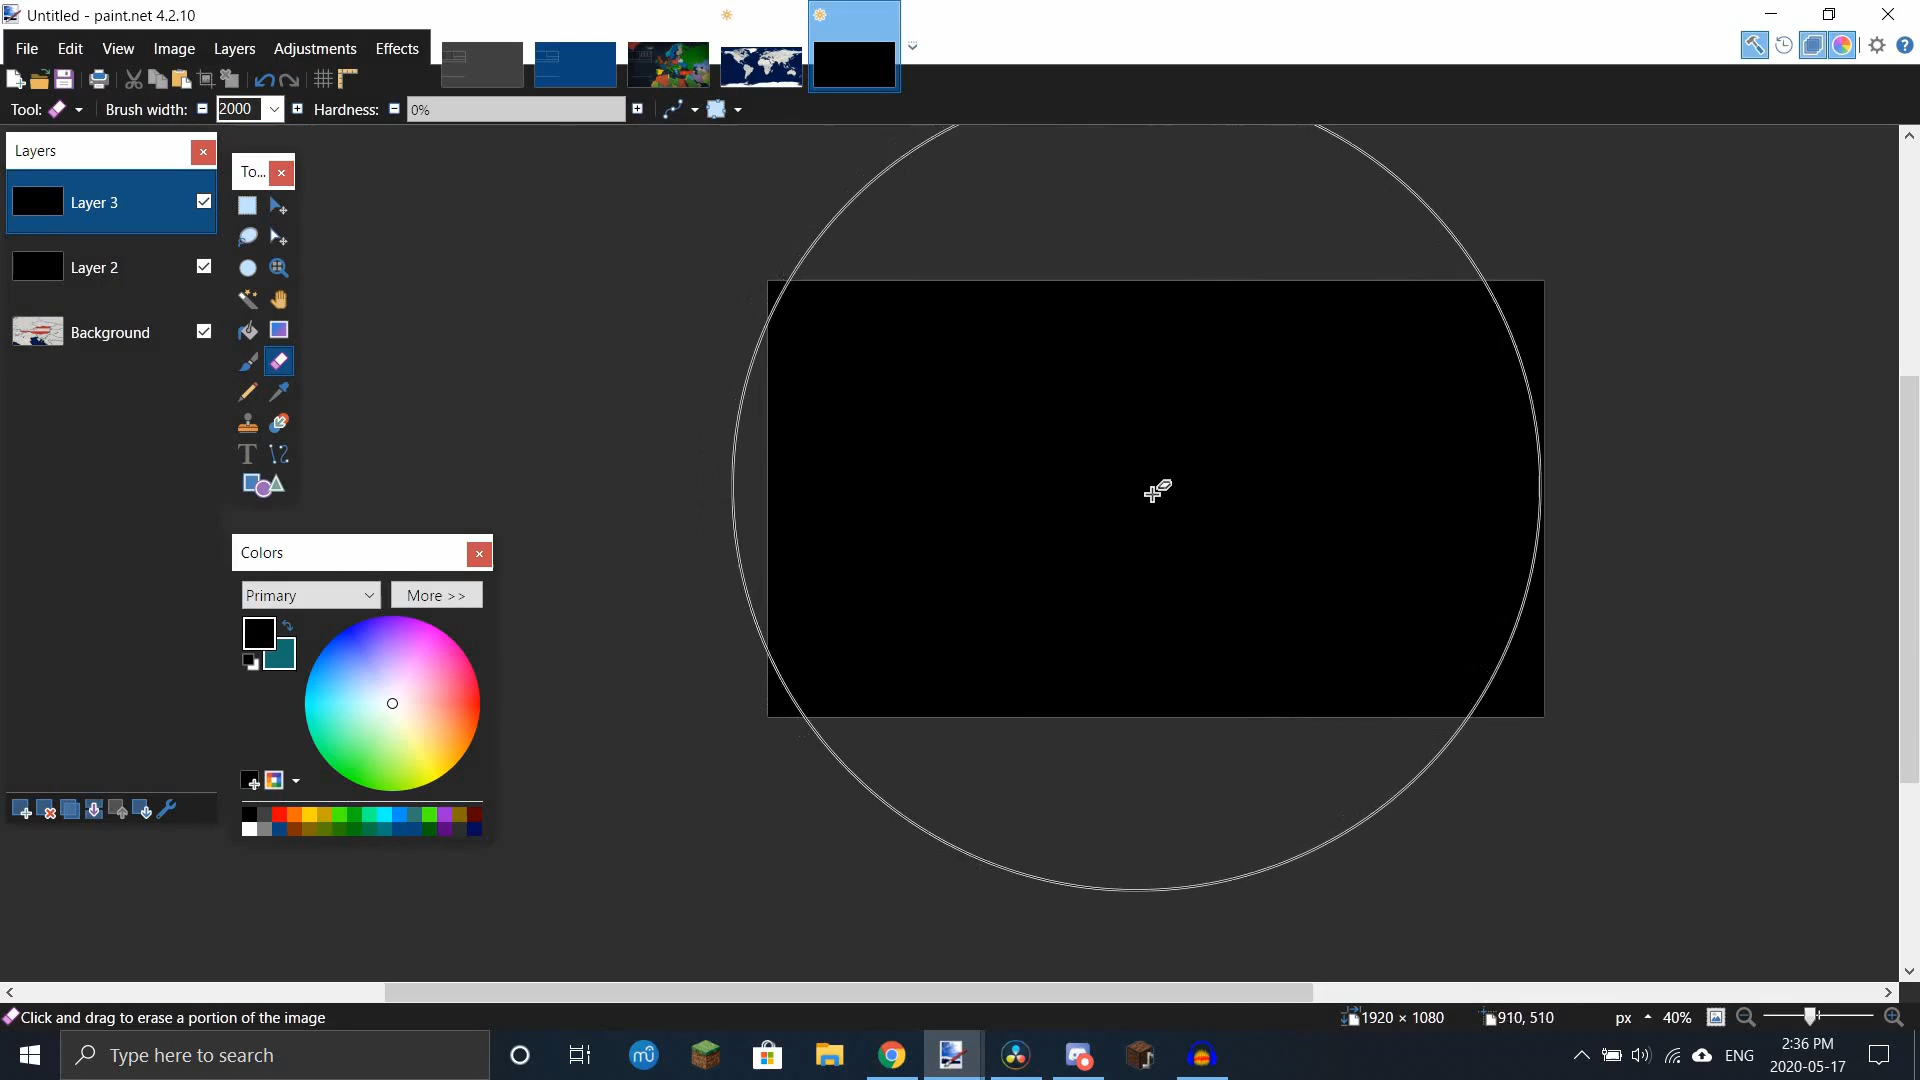 Untitled - paint.net 4.2.10
File Edit View Image Layers Adjustments Effects
Tool: Brush width: 2000 Hardness: 0%
Layers
Layer 3
Layer 2
Background
To...
Colors
Primary
More >>
Click and drag to erase a portion of the image
1920 × 1080
910, 510
px
40%
Type here to search
ENG
2:36 PM
2020-05-17